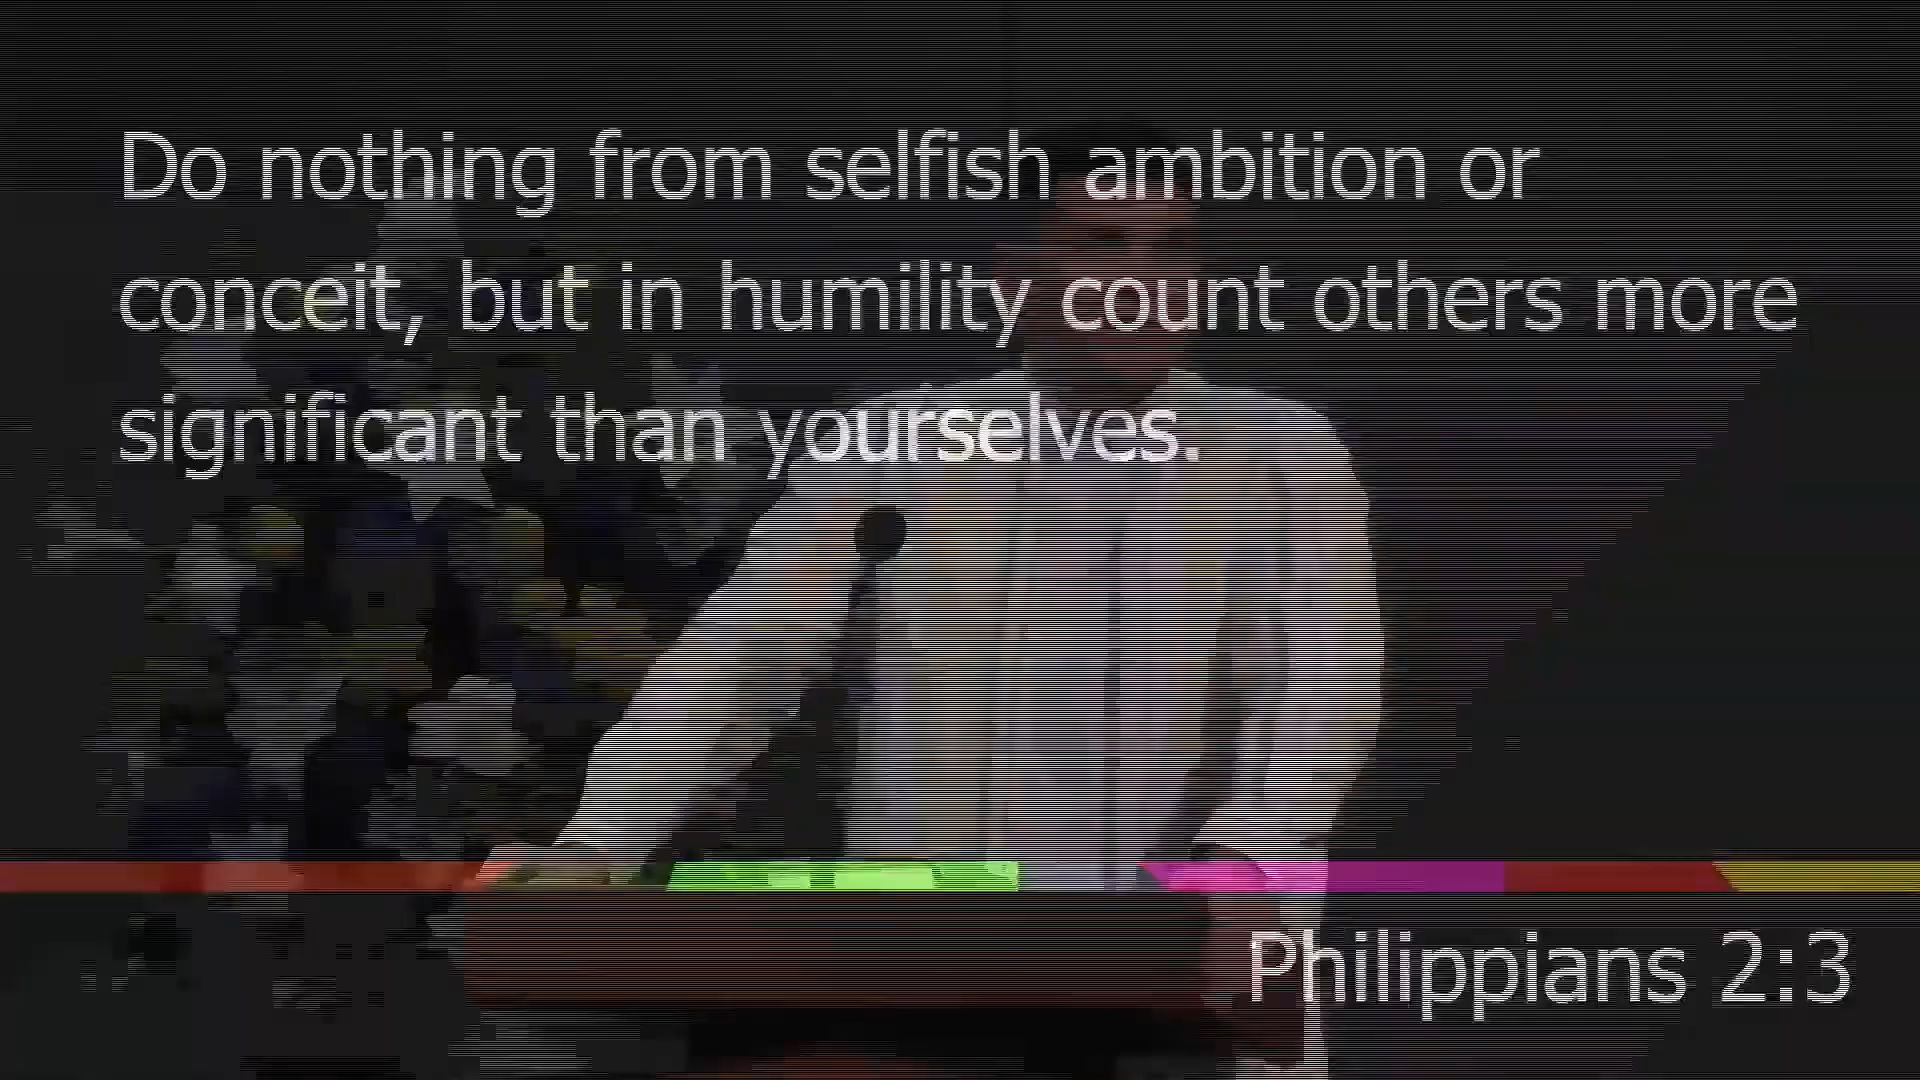 Do nothing from selfish ambition or
conceit, but in humility count others more
significant than yourselves.
Philippians 2:3